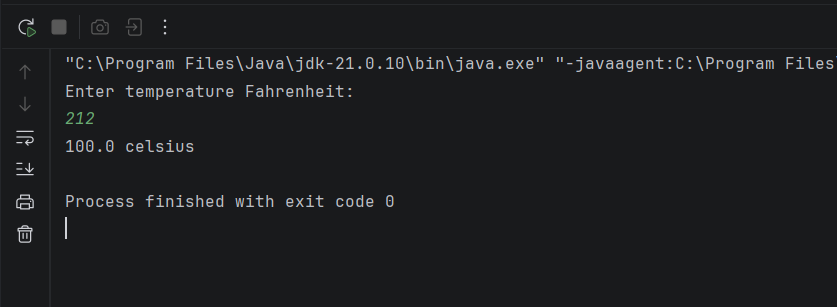 "C:\Program Files\Java\jdk-21.0.10\bin\java.exe" "-javaagent:C:\Program Files\
Enter temperature Fahrenheit:
212
100.0 celsius
Process finished with exit code 0